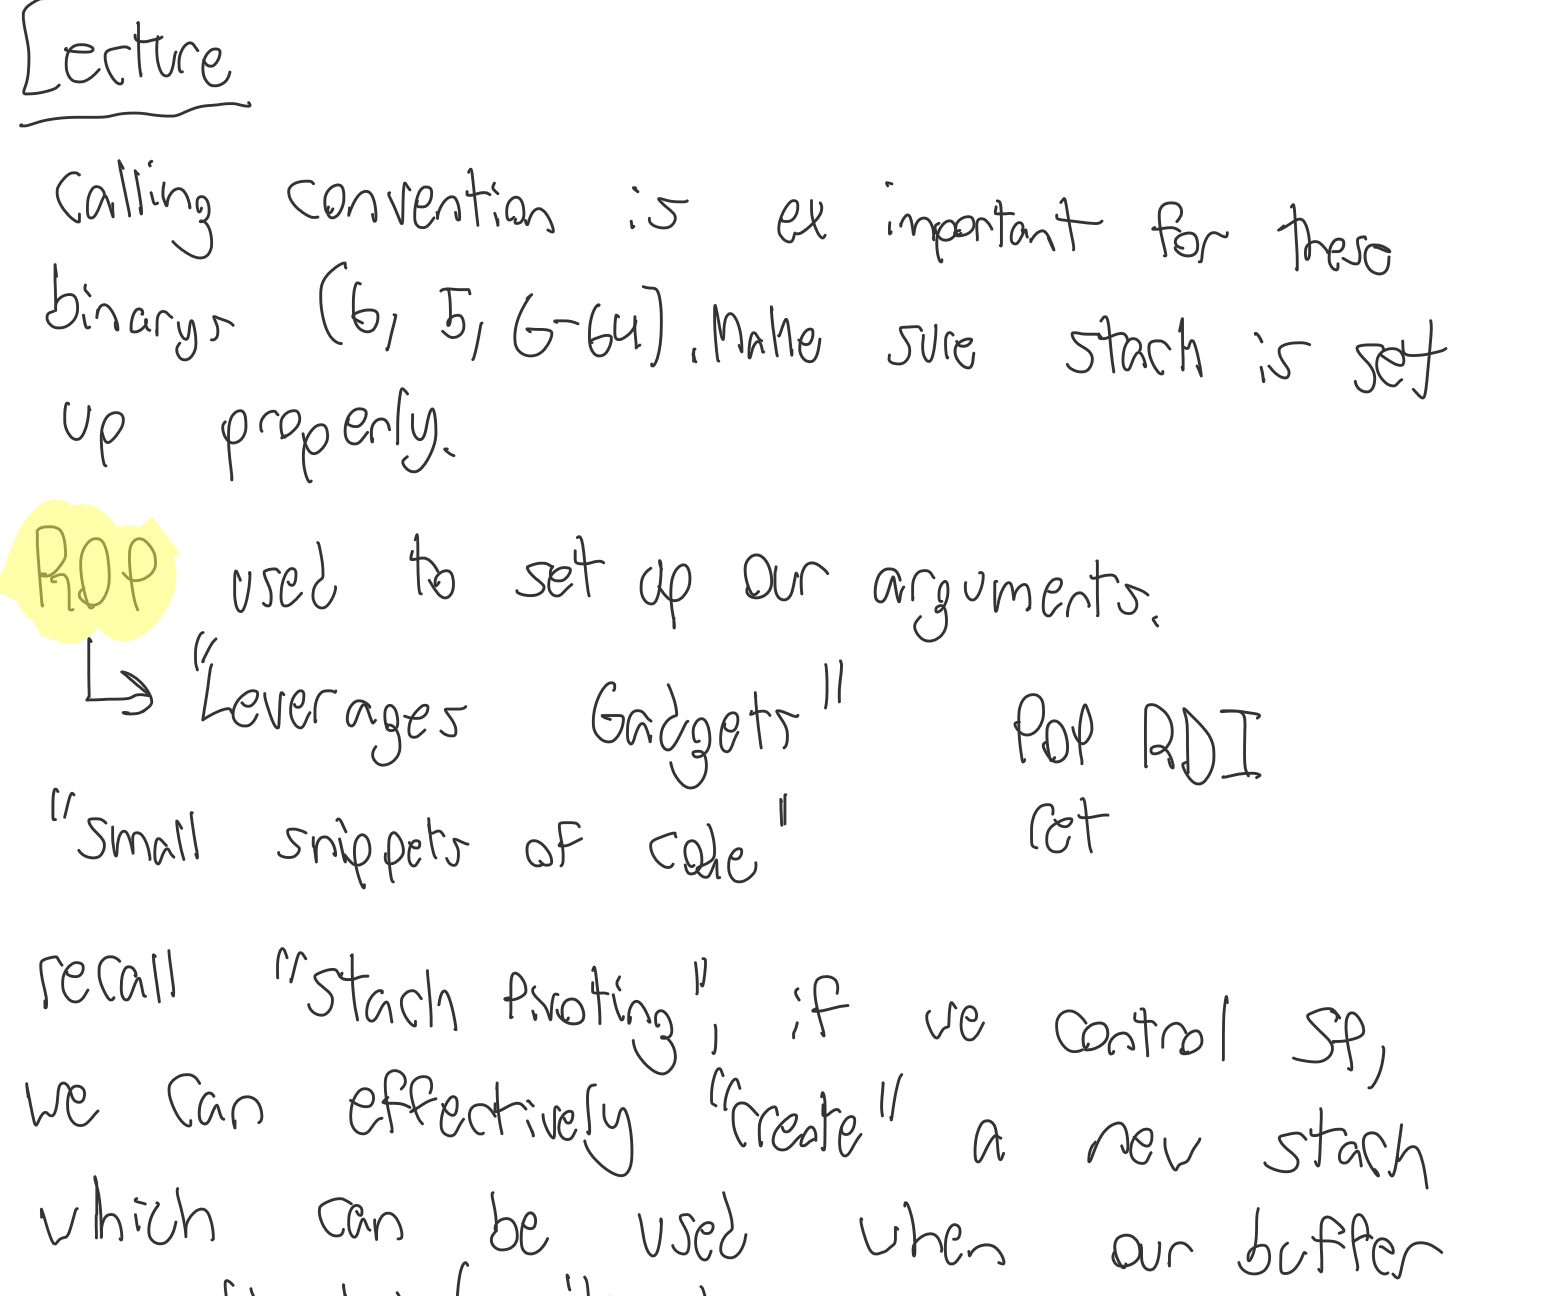 Lecture
Calling convention is ex important for these
binarys (6, 5, 6-64). Make sure stack is set
up properly.
ROP used to set up our arguments.
"Leverages Gadgets" POP RDI
"small snippets of code" ret
recall "Stack Pivoting", if we control SP,
we can effectively "create" a new stack
which can be used when our buffer